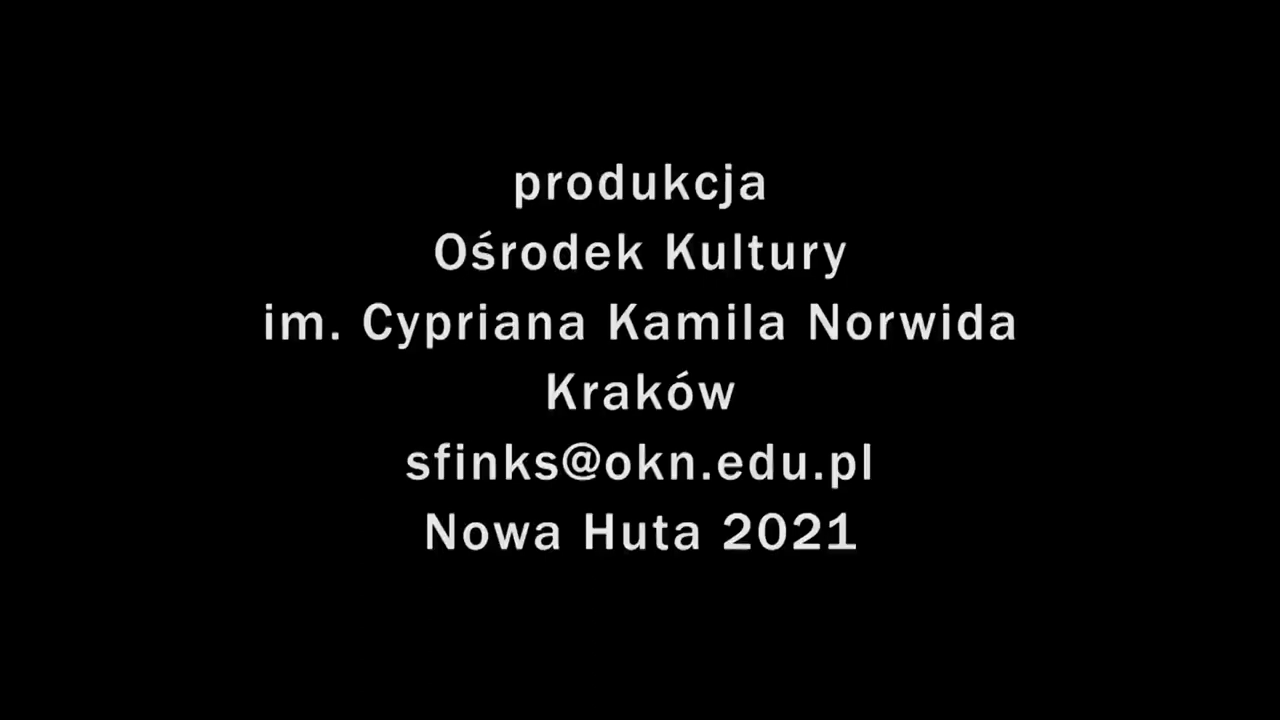 produkcja
Ośrodek Kultury
im. Cypriana Kamila Norwida
Kraków
sfinks@okn.edu.pl
Nowa Huta 2021